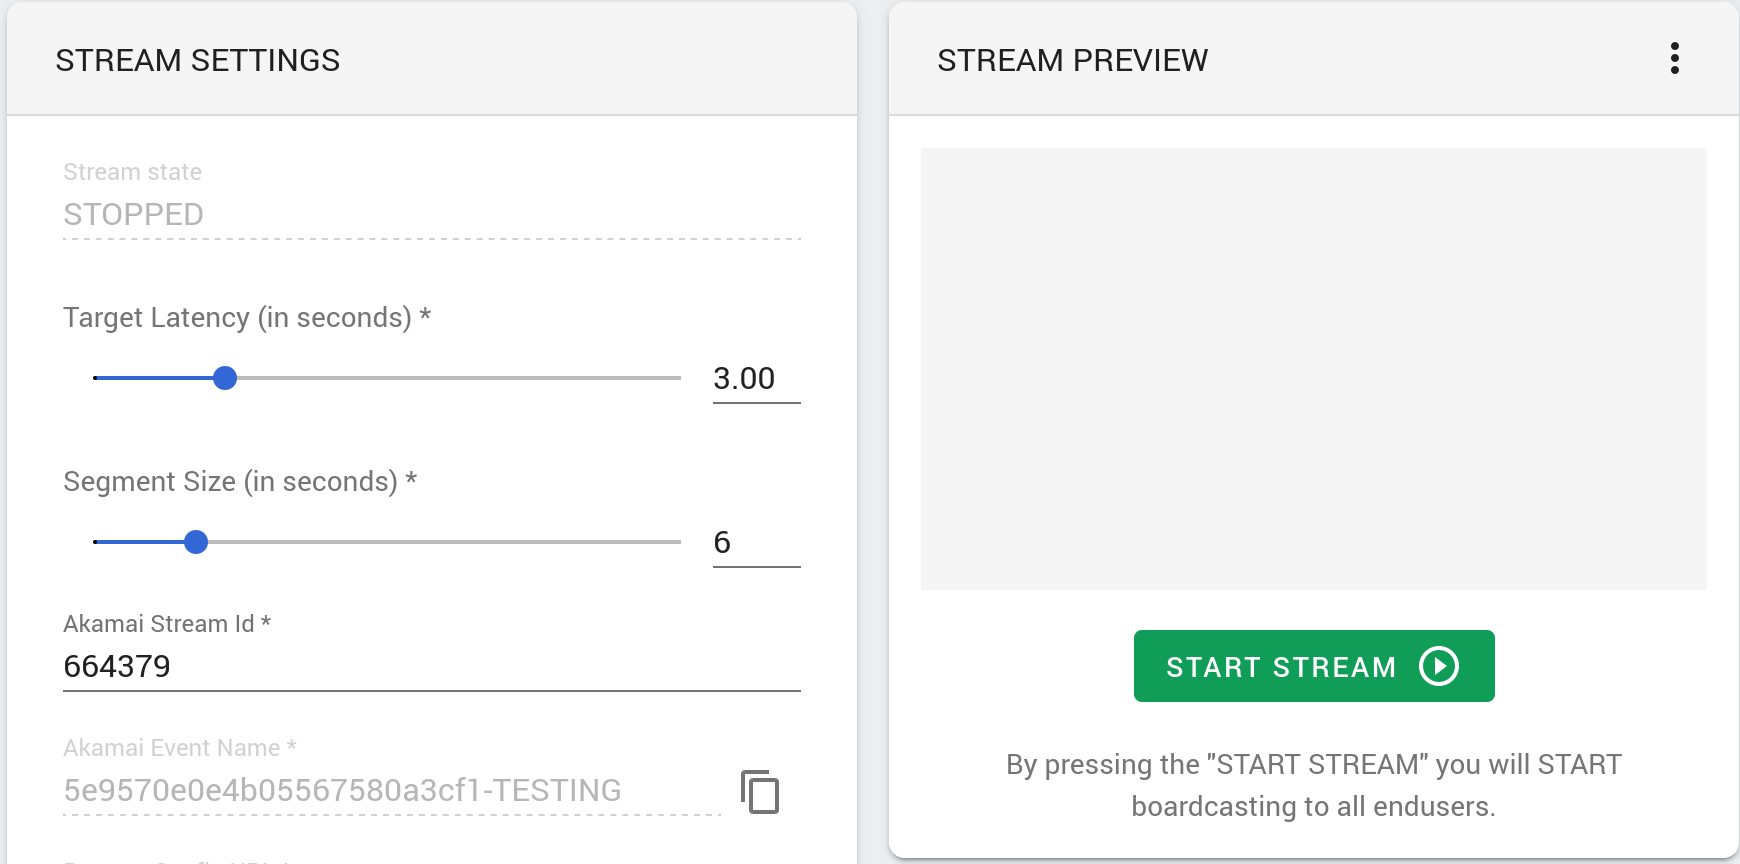 STREAM SETTINGS
Stream state
STOPPED
Target Latency (in seconds) *
3.00
Segment Size (in seconds) *
6
Akamai Stream Id *
664379
Akamai Event Name *
5e9570e0e4b05567580a3cf1-TESTING
STREAM PREVIEW
START STREAM
By pressing the "START STREAM" you will START
boardcasting to all endusers.